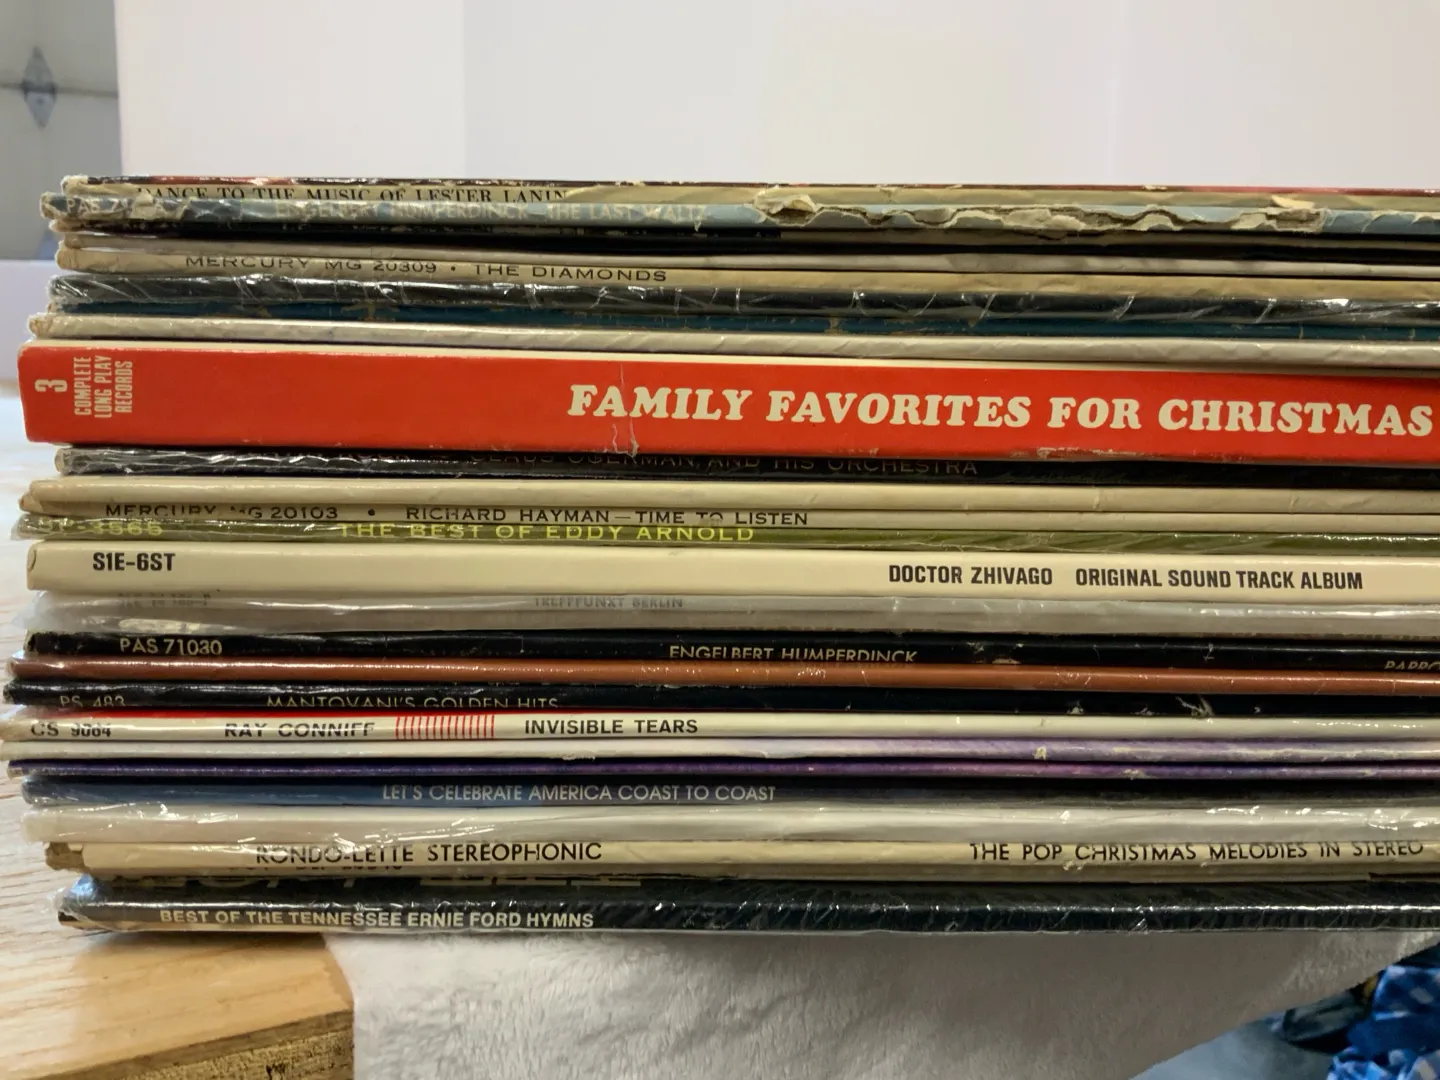 DANCE TO THE MUSIC OF LESTER LANIN
ENGELBERT HUMPERDINCK THE LAST WALTZ
MERCURY MG 20309 • THE DIAMONDS
3
COMPLETE
LONG PLAY
RECORDS
FAMILY FAVORITES FOR CHRISTMAS
CLAUS OGERMAN, AND HIS ORCHESTRA
MERCURY MG 20103 • RICHARD HAYMAN—TIME TO LISTEN
THE BEST OF EDDY ARNOLD
S1E-6ST DOCTOR ZHIVAGO ORIGINAL SOUND TRACK ALBUM
TREFFPUNKT BERLIN
PAS 71030 ENGELBERT HUMPERDINCK
PS 483 MANTOVANI'S GOLDEN HITS
CS 9064 RAY CONNIFF INVISIBLE TEARS
LET'S CELEBRATE AMERICA COAST TO COAST
RONDO-LETTE STEREOPHONIC THE POP CHRISTMAS MELODIES IN STEREO
BEST OF THE TENNESSEE ERNIE FORD HYMNS